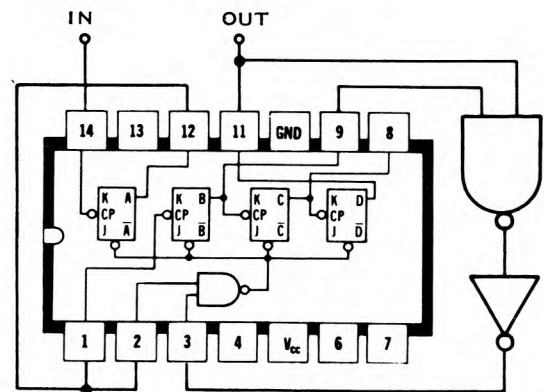 IN OUT
14 13 12 11 GND 9 8
K A K B K C K D
CP CP CP CP
J A̅ J B̅ J C̅ J D̅
1 2 3 4 Vcc 6 7